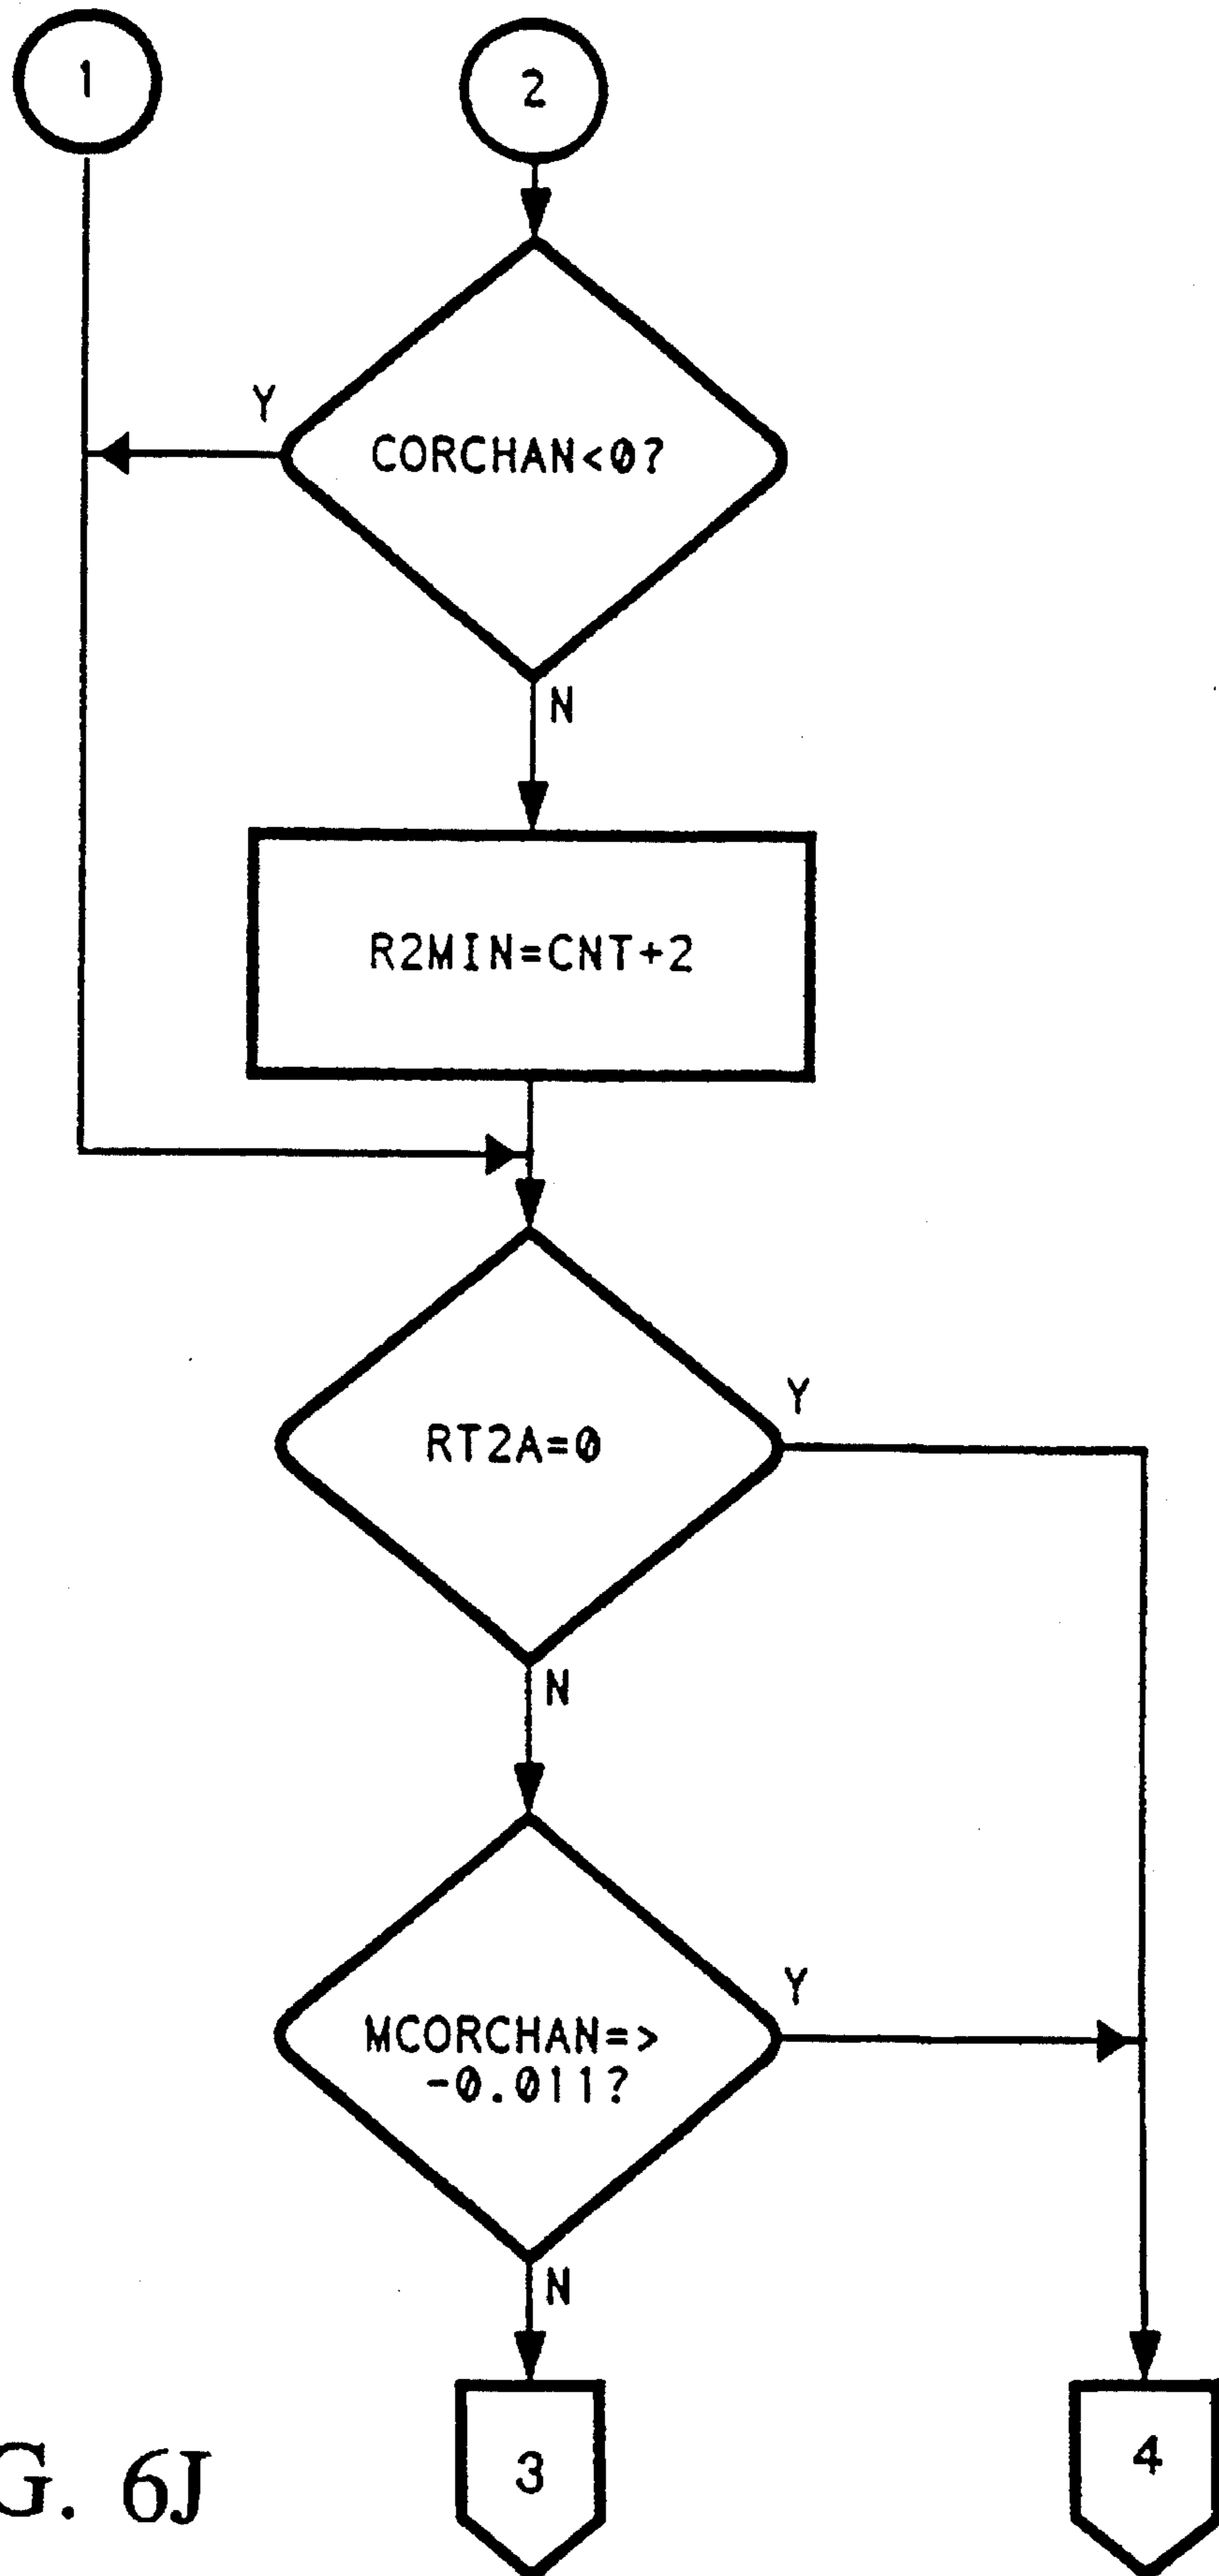 1
2
Y
CORCHAN<0?
N
R2MIN=CNT+2
Y
RT2A=0
N
Y
MCORCHAN=>
-0.011?
N
3
4
G. 6J